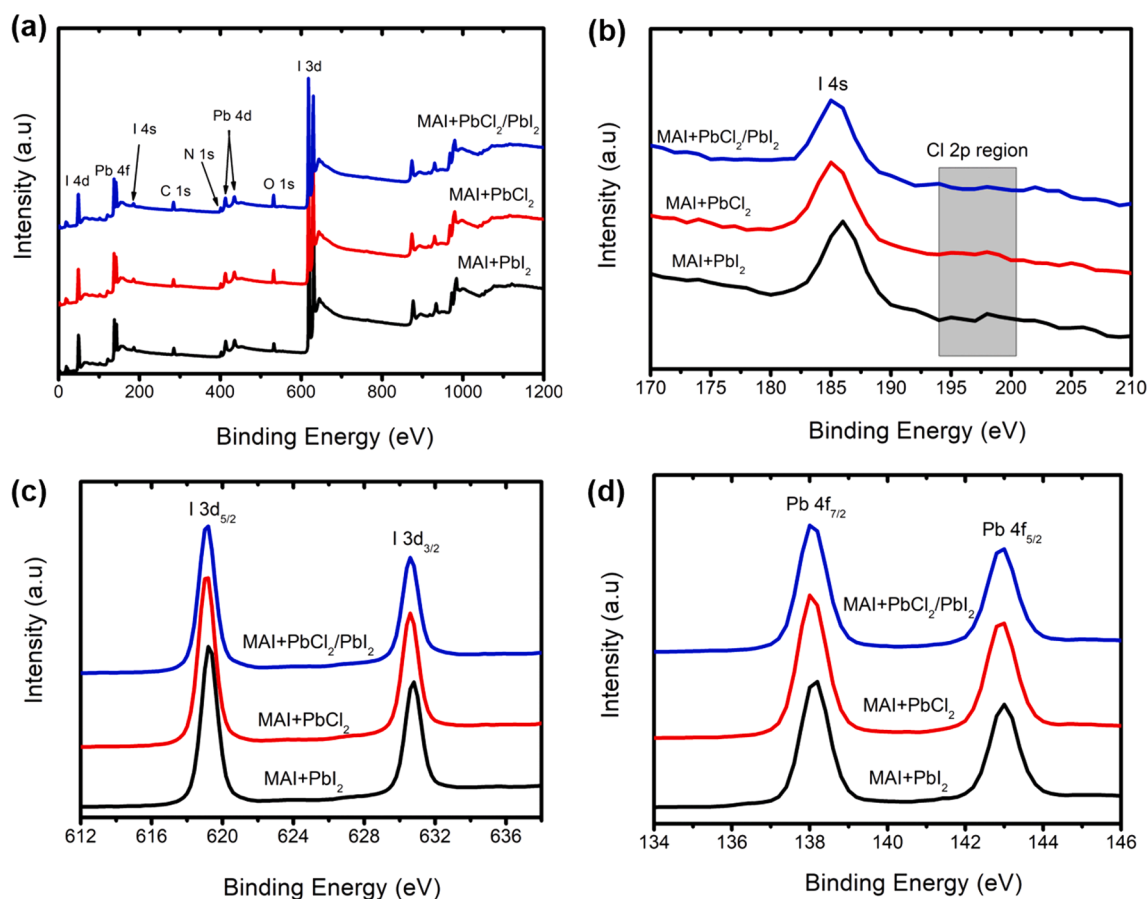 (a)
I 3d
Pb 4d
I 4s
N 1s
Pb 4f
I 4d
C 1s
O 1s
MAI+PbCl2/PbI2
MAI+PbCl2
MAI+PbI2
Intensity (a.u)
0 200 400 600 800 1000 1200
Binding Energy (eV)
(b)
I 4s
MAI+PbCl2/PbI2
Cl 2p region
MAI+PbCl2
MAI+PbI2
Intensity (a.u)
170 175 180 185 190 195 200 205 210
Binding Energy (eV)
(c)
I 3d5/2
I 3d3/2
MAI+PbCl2/PbI2
MAI+PbCl2
MAI+PbI2
Intensity (a.u)
612 616 620 624 628 632 636
Binding Energy (eV)
(d)
Pb 4f7/2
Pb 4f5/2
MAI+PbCl2/PbI2
MAI+PbCl2
MAI+PbI2
Intensity (a.u)
134 136 138 140 142 144 146
Binding Energy (eV)